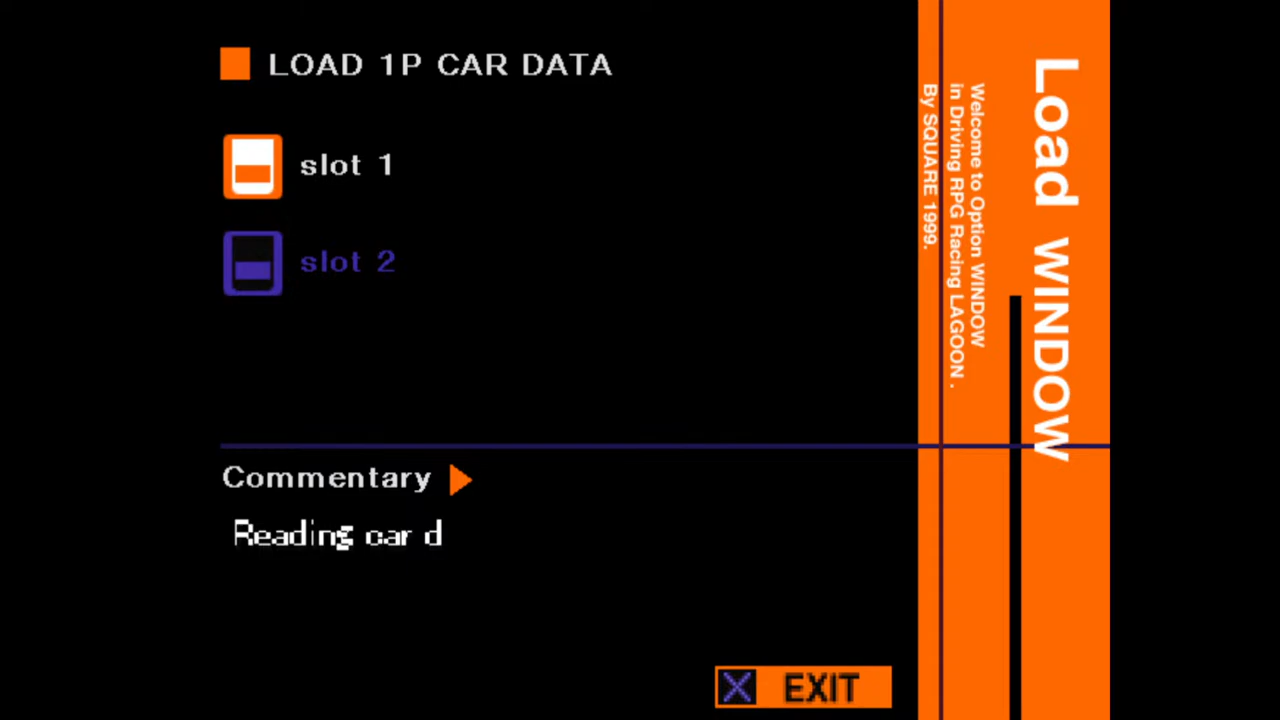 LOAD 1P CAR DATA
slot 1
slot 2
Commentary
Reading car d
EXIT
Load WINDOW
Welcome to Option WINDOW
in Driving RPG Racing LAGOON .
By SQUARE 1999.